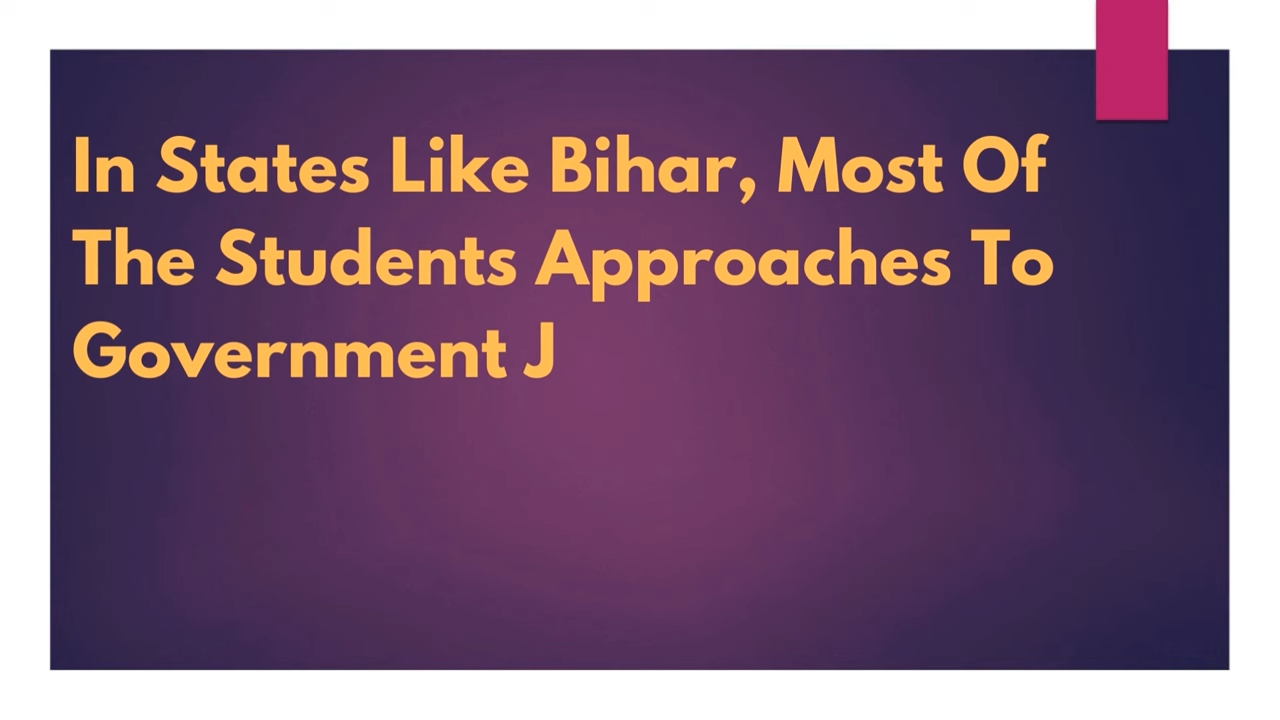 In States Like Bihar, Most Of
The Students Approaches To
Government J